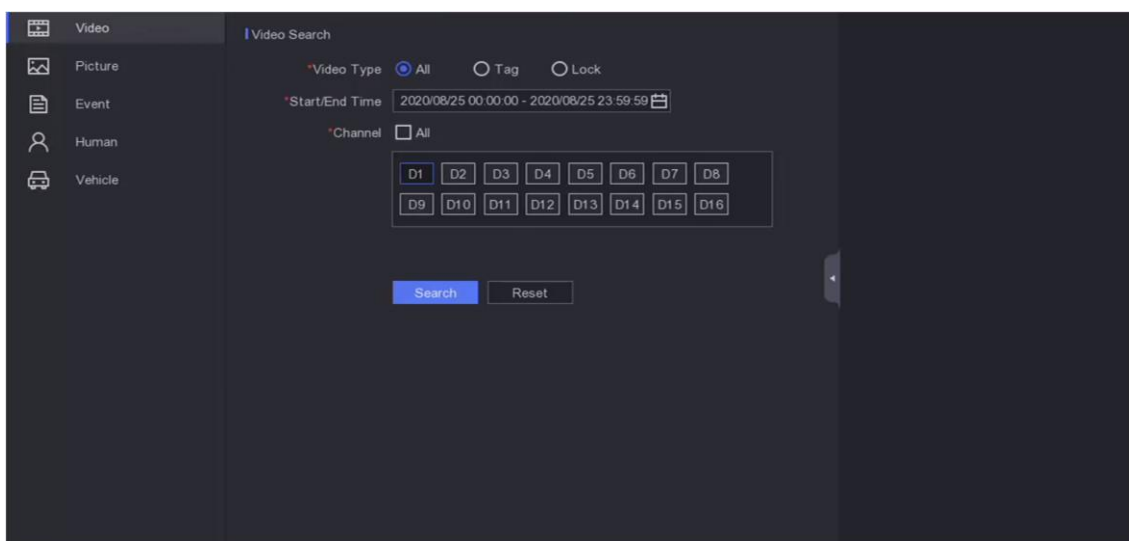 Video
Picture
Event
Human
Vehicle
Video Search
*Video Type All Tag Lock
*Start/End Time 2020/08/25 00:00:00 - 2020/08/25 23:59:59
*Channel All
D1 D2 D3 D4 D5 D6 D7 D8
D9 D10 D11 D12 D13 D14 D15 D16
Search Reset